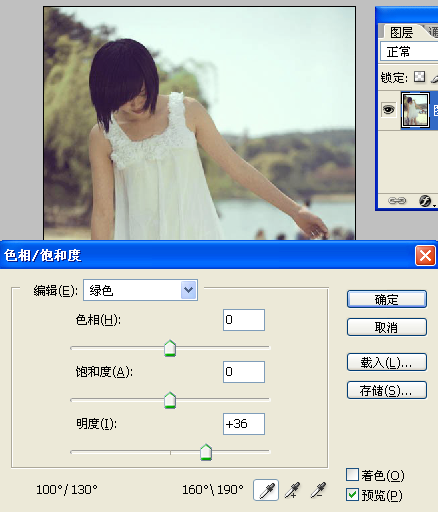 图层
正常
锁定:
色相/饱和度
编辑(E): 绿色
确定
色相(H): 0
取消
饱和度(A): 0
载入(L)...
存储(S)...
明度(I): +36
着色(O)
100°/130° 160°\190°
预览(P)